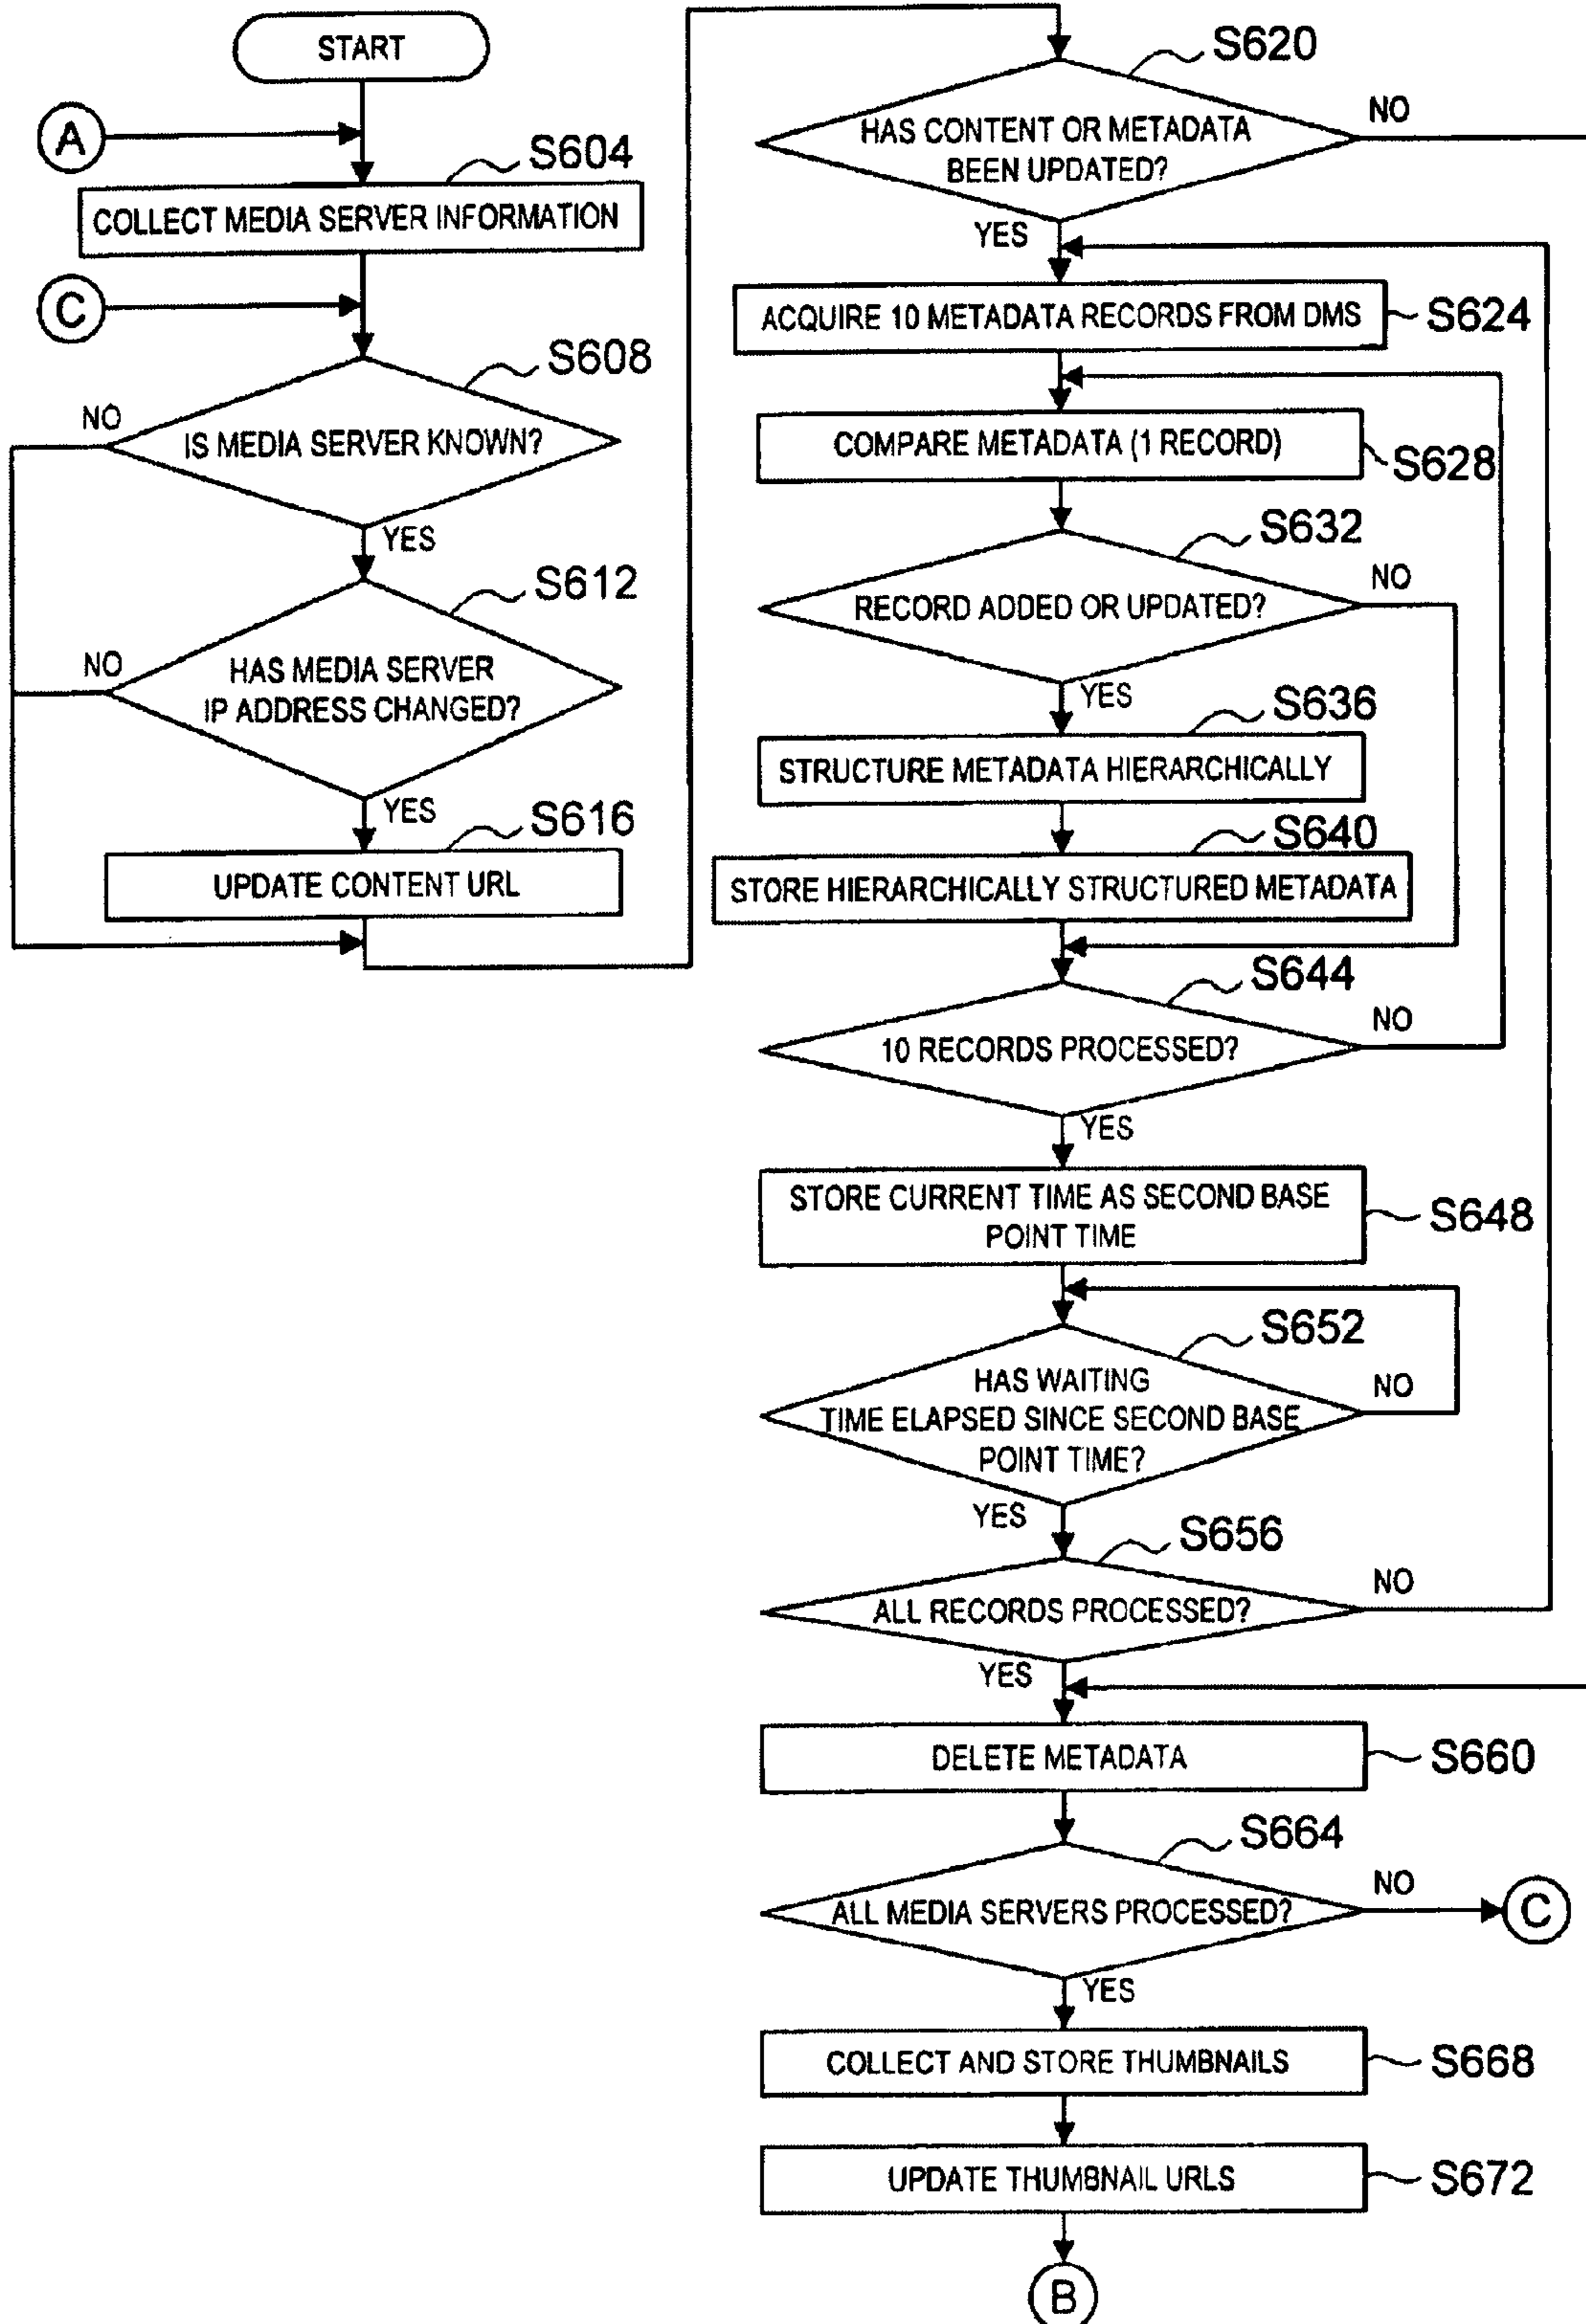 START
A
S604
COLLECT MEDIA SERVER INFORMATION
C
S608
NO
IS MEDIA SERVER KNOWN?
YES
S612
NO
HAS MEDIA SERVER
IP ADDRESS CHANGED?
YES
S616
UPDATE CONTENT URL
S620
NO
HAS CONTENT OR METADATA
BEEN UPDATED?
YES
ACQUIRE 10 METADATA RECORDS FROM DMS
S624
COMPARE METADATA (1 RECORD)
S628
S632
NO
RECORD ADDED OR UPDATED?
YES
S636
STRUCTURE METADATA HIERARCHICALLY
S640
STORE HIERARCHICALLY STRUCTURED METADATA
S644
NO
10 RECORDS PROCESSED?
YES
STORE CURRENT TIME AS SECOND BASE
POINT TIME
S648
S652
HAS WAITING
TIME ELAPSED SINCE SECOND BASE
POINT TIME?
NO
YES
S656
NO
ALL RECORDS PROCESSED?
YES
DELETE METADATA
S660
S664
NO
ALL MEDIA SERVERS PROCESSED?
C
YES
COLLECT AND STORE THUMBNAILS
S668
UPDATE THUMBNAIL URLS
S672
B